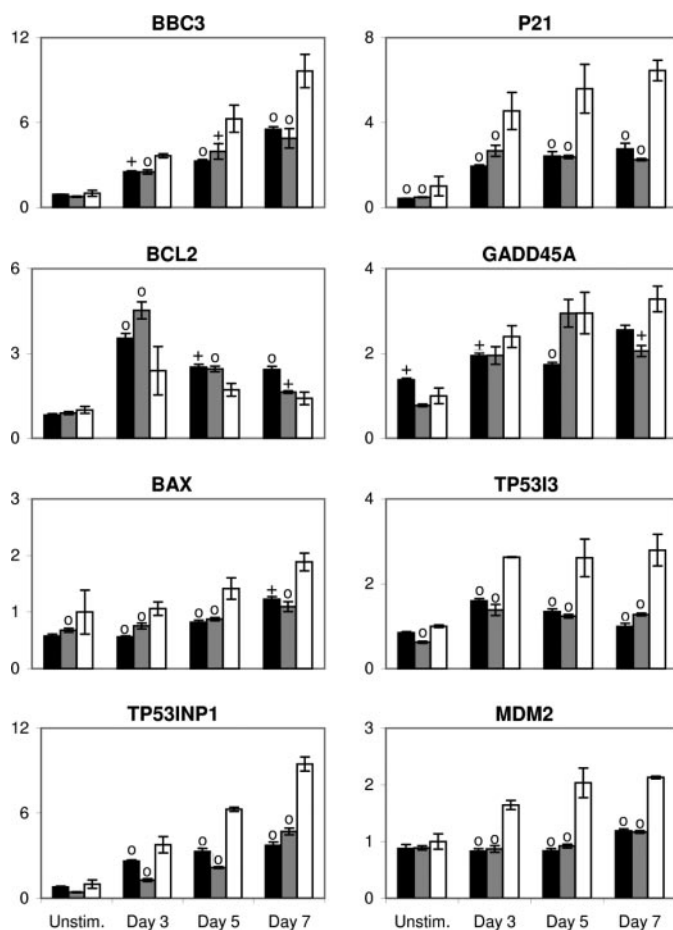 BBC3
12
6
0
+ o
o +
o o
P21
8
4
0
o o
o o
o o
o o
BCL2
6
3
0
o o
+ o
o +
GADD45A
4
2
0
+
+
o
+
BAX
3
2
1
0
o
o o
o o
+ o
TP53I3
4
2
0
o
o o
o o
o o
TP53INP1
12
6
0
o o
o o
o o
Unstim. Day 3 Day 5 Day 7
MDM2
3
2
1
0
o o
o o
o o
Unstim. Day 3 Day 5 Day 7